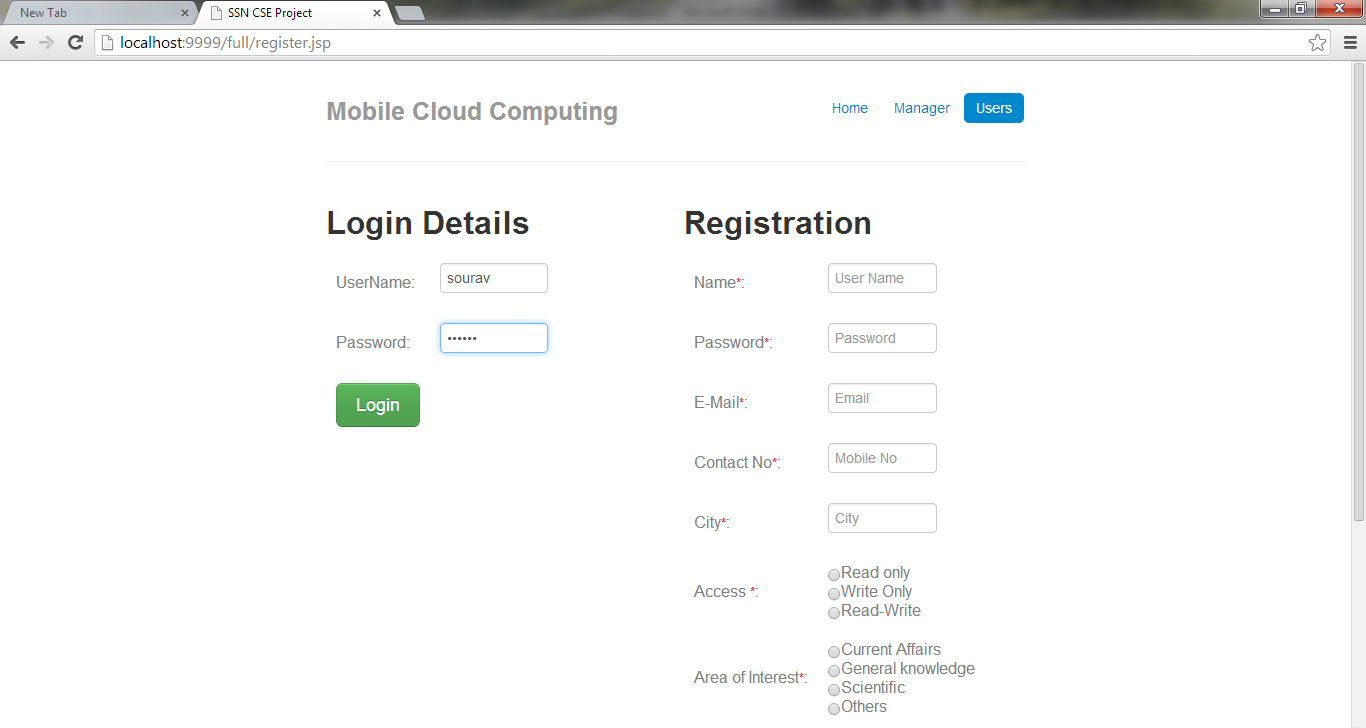 New Tab
SSN CSE Project
localhost:9999/full/register.jsp
Mobile Cloud Computing
Home Manager Users
Login Details
UserName: sourav
Password: ••••••
Login
Registration
Name*: User Name
Password*: Password
E-Mail*: Email
Contact No*: Mobile No
City*: City
Access *:
Read only
Write Only
Read-Write
Area of Interest*:
Current Affairs
General knowledge
Scientific
Others